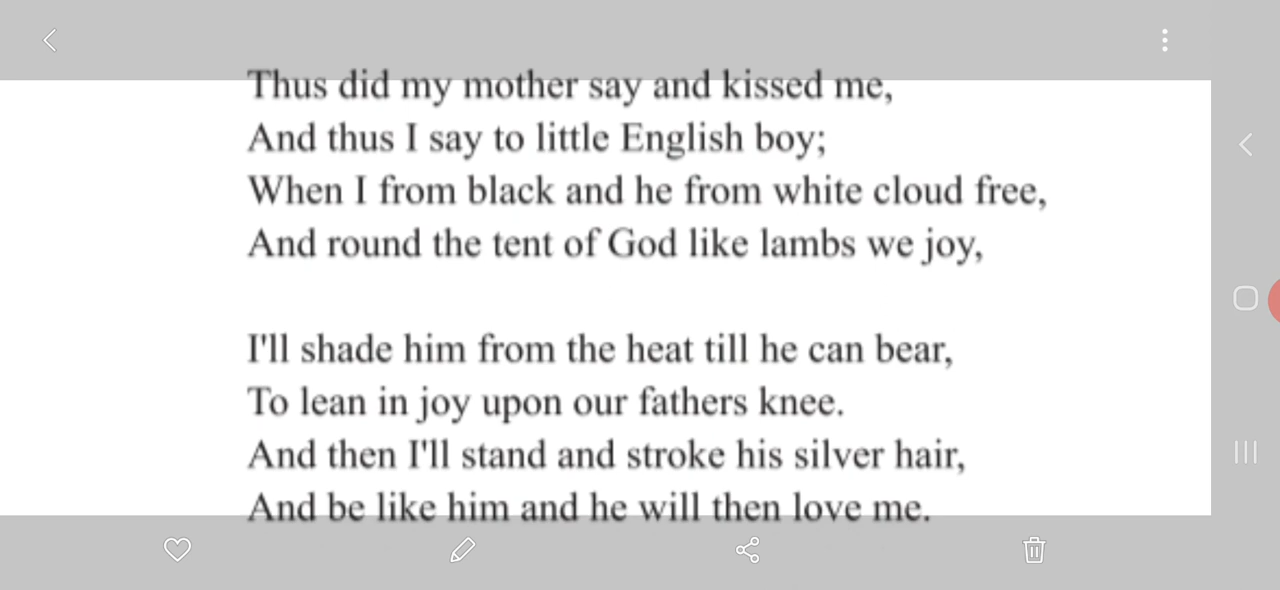 Thus did my mother say and kissed me,
And thus I say to little English boy;
When I from black and he from white cloud free,
And round the tent of God like lambs we joy,
I'll shade him from the heat till he can bear,
To lean in joy upon our fathers knee.
And then I'll stand and stroke his silver hair,
And be like him and he will then love me.